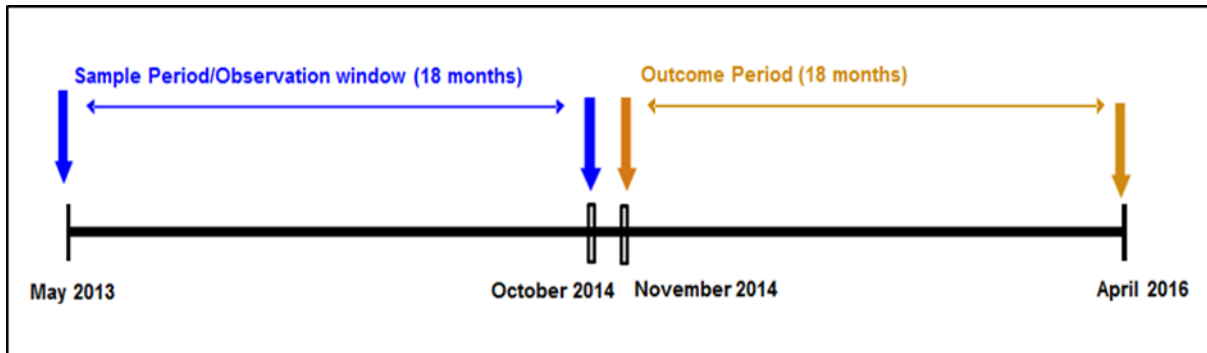 Sample Period/Observation window (18 months)
Outcome Period (18 months)
May 2013
October 2014
November 2014
April 2016